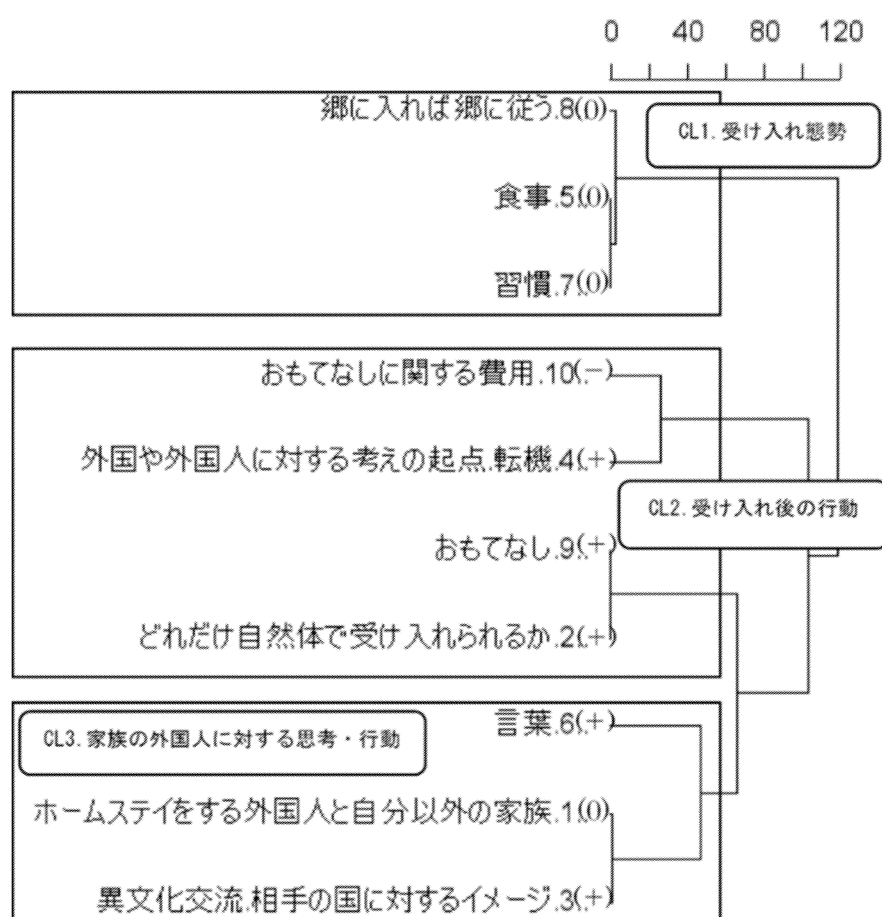 0 40 80 120
郷に入れば郷に従う.8(0)
CL1.受け入れ態勢
食事.5(0)
習慣.7(0)
おもてなしに関する費用.10(-)
外国や外国人に対する考えの起点.転機.4(+)
CL2.受け入れ後の行動
おもてなし.9(+)
どれだけ自然体で受け入れられるか.2(+)
言葉.6(+)
CL3.家族の外国人に対する思考・行動
ホームステイをする外国人と自分以外の家族.1(0)
異文化交流.相手の国に対するイメージ.3(+)